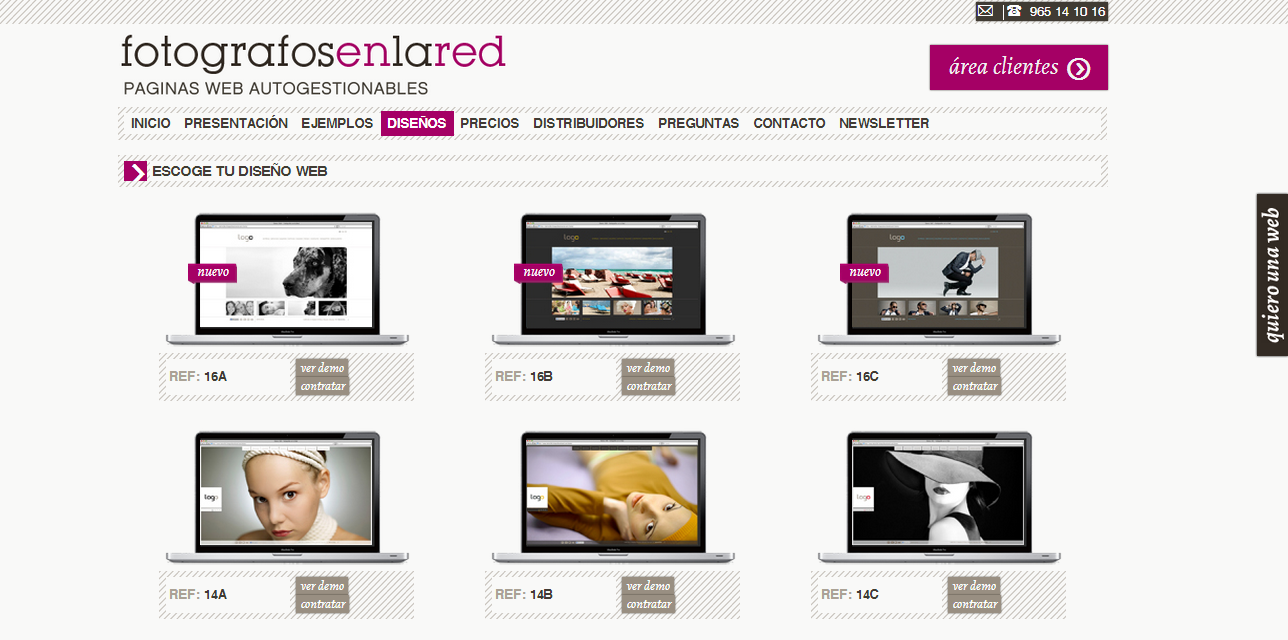 965 14 10 16
fotografosenlared
PAGINAS WEB AUTOGESTIONABLES
área clientes
INICIO PRESENTACIÓN EJEMPLOS DISEÑOS PRECIOS DISTRIBUIDORES PREGUNTAS CONTACTO NEWSLETTER
ESCOGE TU DISEÑO WEB
quiero una web
logo
nuevo
logo
nuevo
logo
nuevo
REF: 16A
ver demo
contratar
REF: 16B
ver demo
contratar
REF: 16C
ver demo
contratar
logo
logo
logo
REF: 14A
ver demo
contratar
REF: 14B
ver demo
contratar
REF: 14C
ver demo
contratar